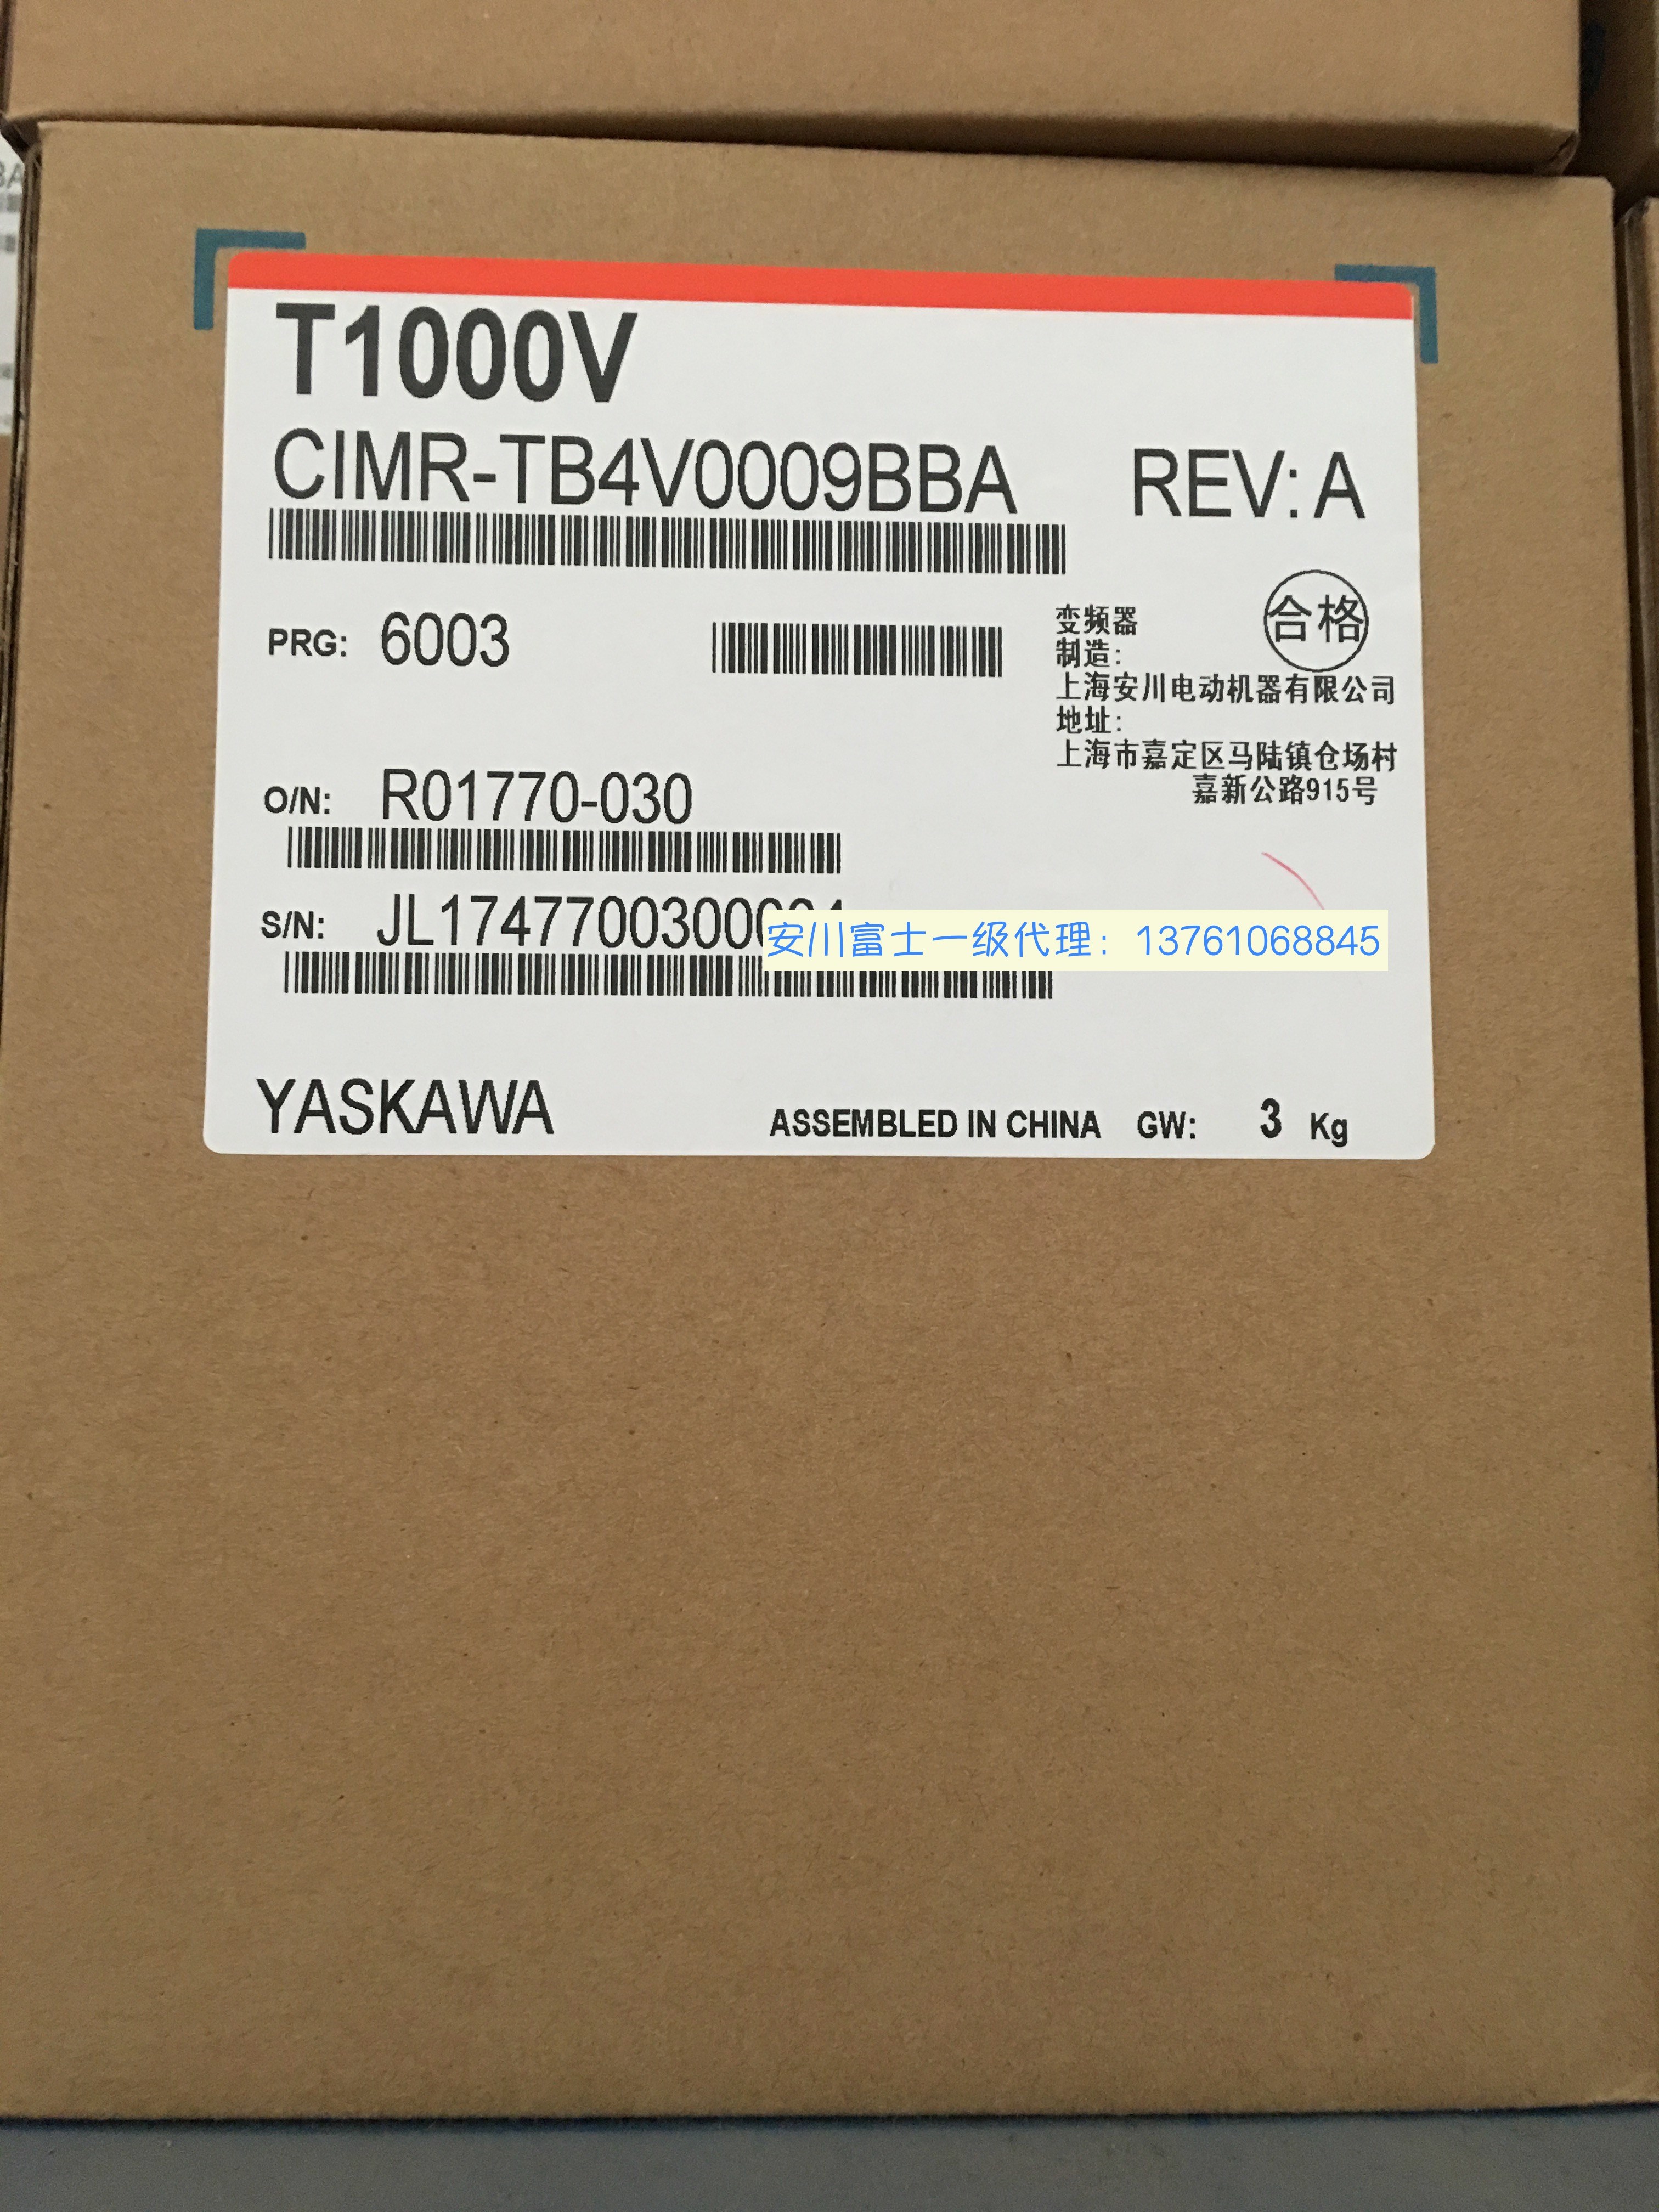 T1000V
CIMR-TB4V0009BBA REV: A
PRG: 6003
变频器
合格
制造:
上海安川电动机器有限公司
地址:
上海市嘉定区马陆镇仓场村
嘉新公路915号
O/N: R01770-030
S/N:
安川富士一级代理：13761068845
YASKAWA ASSEMBLED IN CHINA GW: 3 Kg